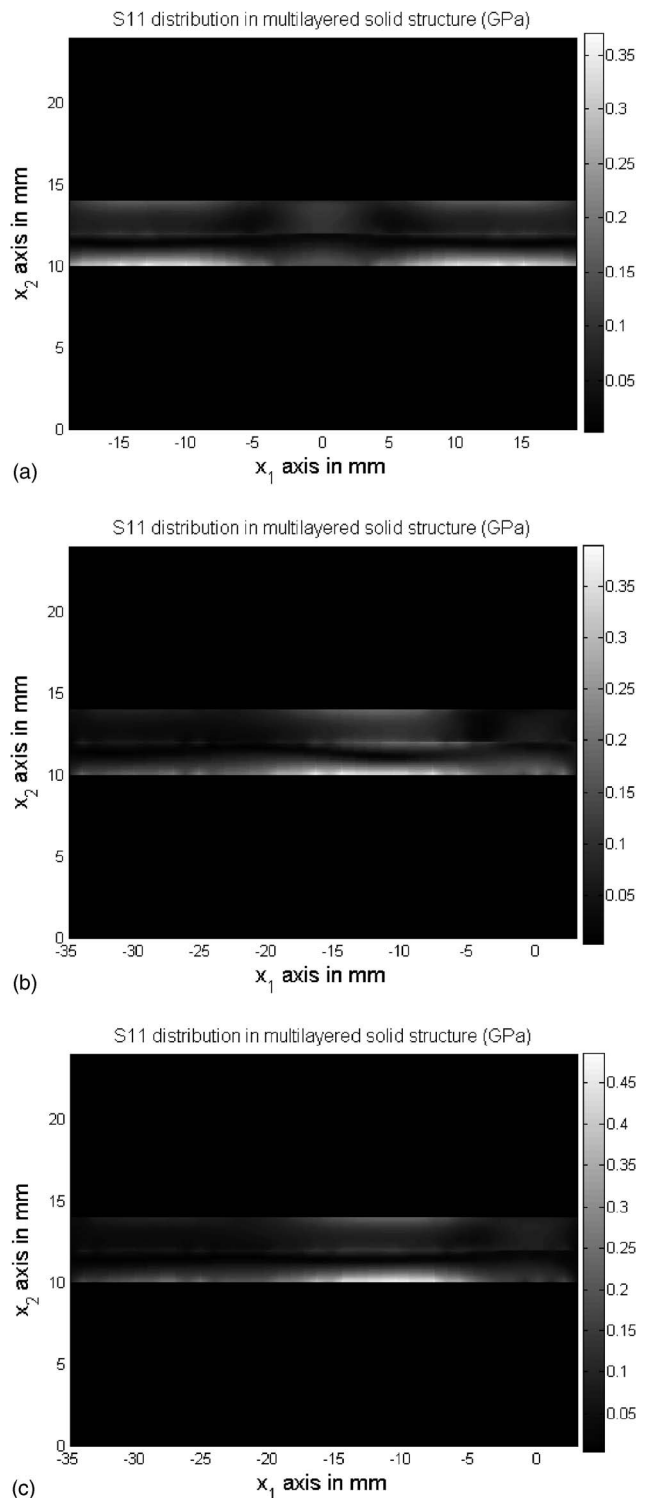 S11 distribution in multilayered solid structure (GPa)
0.35
0.3
0.25
0.2
0.15
0.1
0.05
20
15
10
5
0
x2 axis in mm
-15 -10 -5 0 5 10 15
x1 axis in mm
(a)
S11 distribution in multilayered solid structure (GPa)
0.35
0.3
0.25
0.2
0.15
0.1
0.05
20
15
10
5
0
x2 axis in mm
-35 -30 -25 -20 -15 -10 -5 0
x1 axis in mm
(b)
S11 distribution in multilayered solid structure (GPa)
0.45
0.4
0.35
0.3
0.25
0.2
0.15
0.1
0.05
20
15
10
5
0
x2 axis in mm
-35 -30 -25 -20 -15 -10 -5 0
x1 axis in mm
(c)